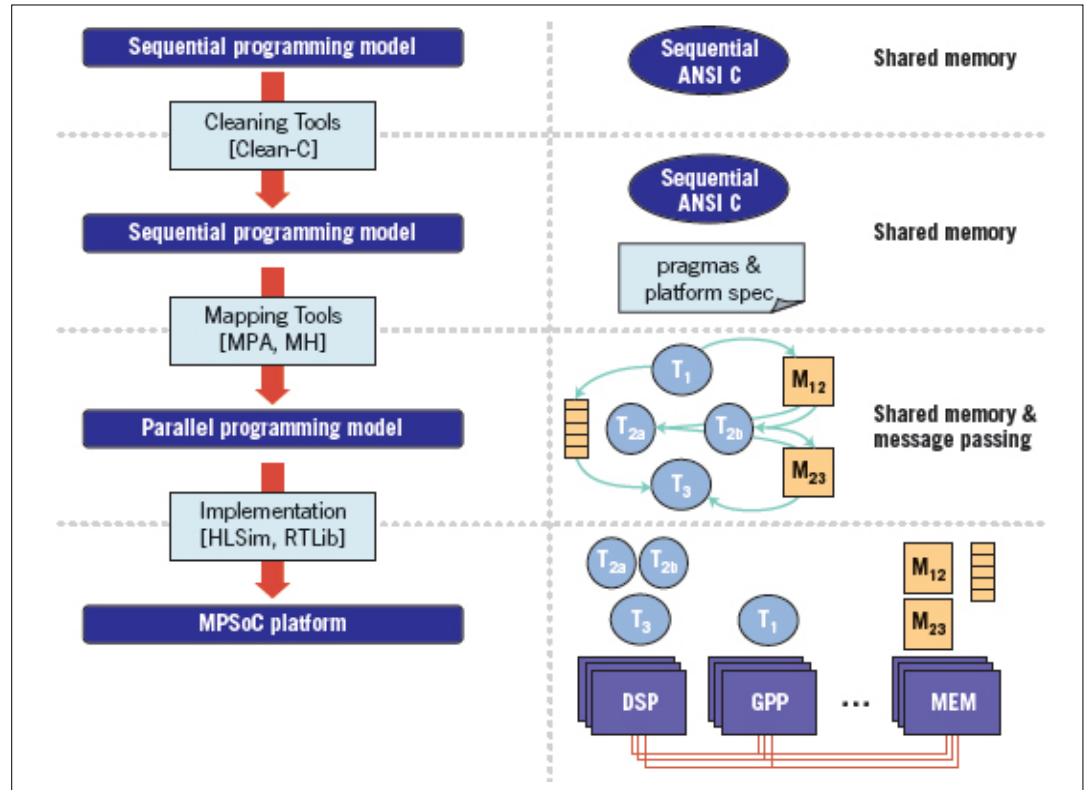 Sequential programming model
Sequential
ANSI C
Shared memory
Cleaning Tools
[Clean-C]
Sequential programming model
Sequential
ANSI C
Shared memory
pragmas &
platform spec
Mapping Tools
[MPA, MH]
T1
M12
Parallel programming model
T2a
T2b
Shared memory &
message passing
M23
T3
Implementation
[HLSim, RTLib]
T2a
T2b
M12
MPSoC platform
T3
T1
M23
DSP
GPP
...
MEM